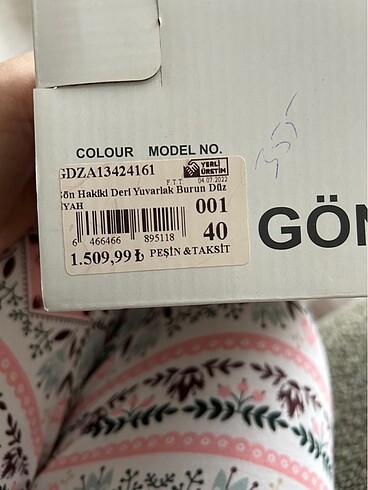 COLOUR MODEL NO.
GDZA13424161
YERLİ ÜRETİM
F T T 04.07.2022
Gön Hakiki Deri Yuvarlak Burun Düz
İYAH
001
6 466466 895118
40
1.509,99 ₺ PEŞİN &TAKSİT
GÖN